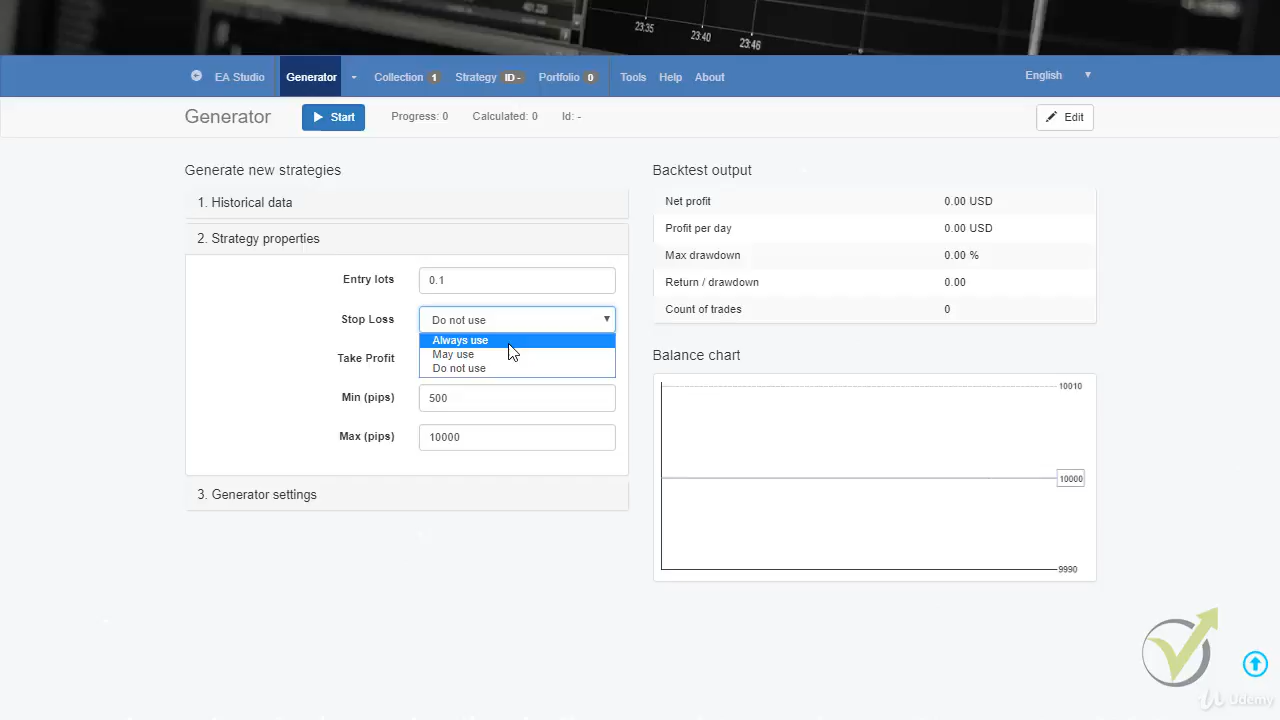 23:35
23:40
23:46
EA Studio Generator Collection 1 Strategy ID - Portfolio 0 Tools Help About English
Generator Start Progress: 0 Calculated: 0 Id: - Edit
Generate new strategies
1. Historical data
2. Strategy properties
Entry lots 0.1
Stop Loss Do not use
Always use
May use
Do not use
Take Profit
Min (pips) 500
Max (pips) 10000
3. Generator settings
Backtest output
Net profit 0.00 USD
Profit per day 0.00 USD
Max drawdown 0.00 %
Return / drawdown 0.00
Count of trades 0
Balance chart
10010
10000
9990
Udemy